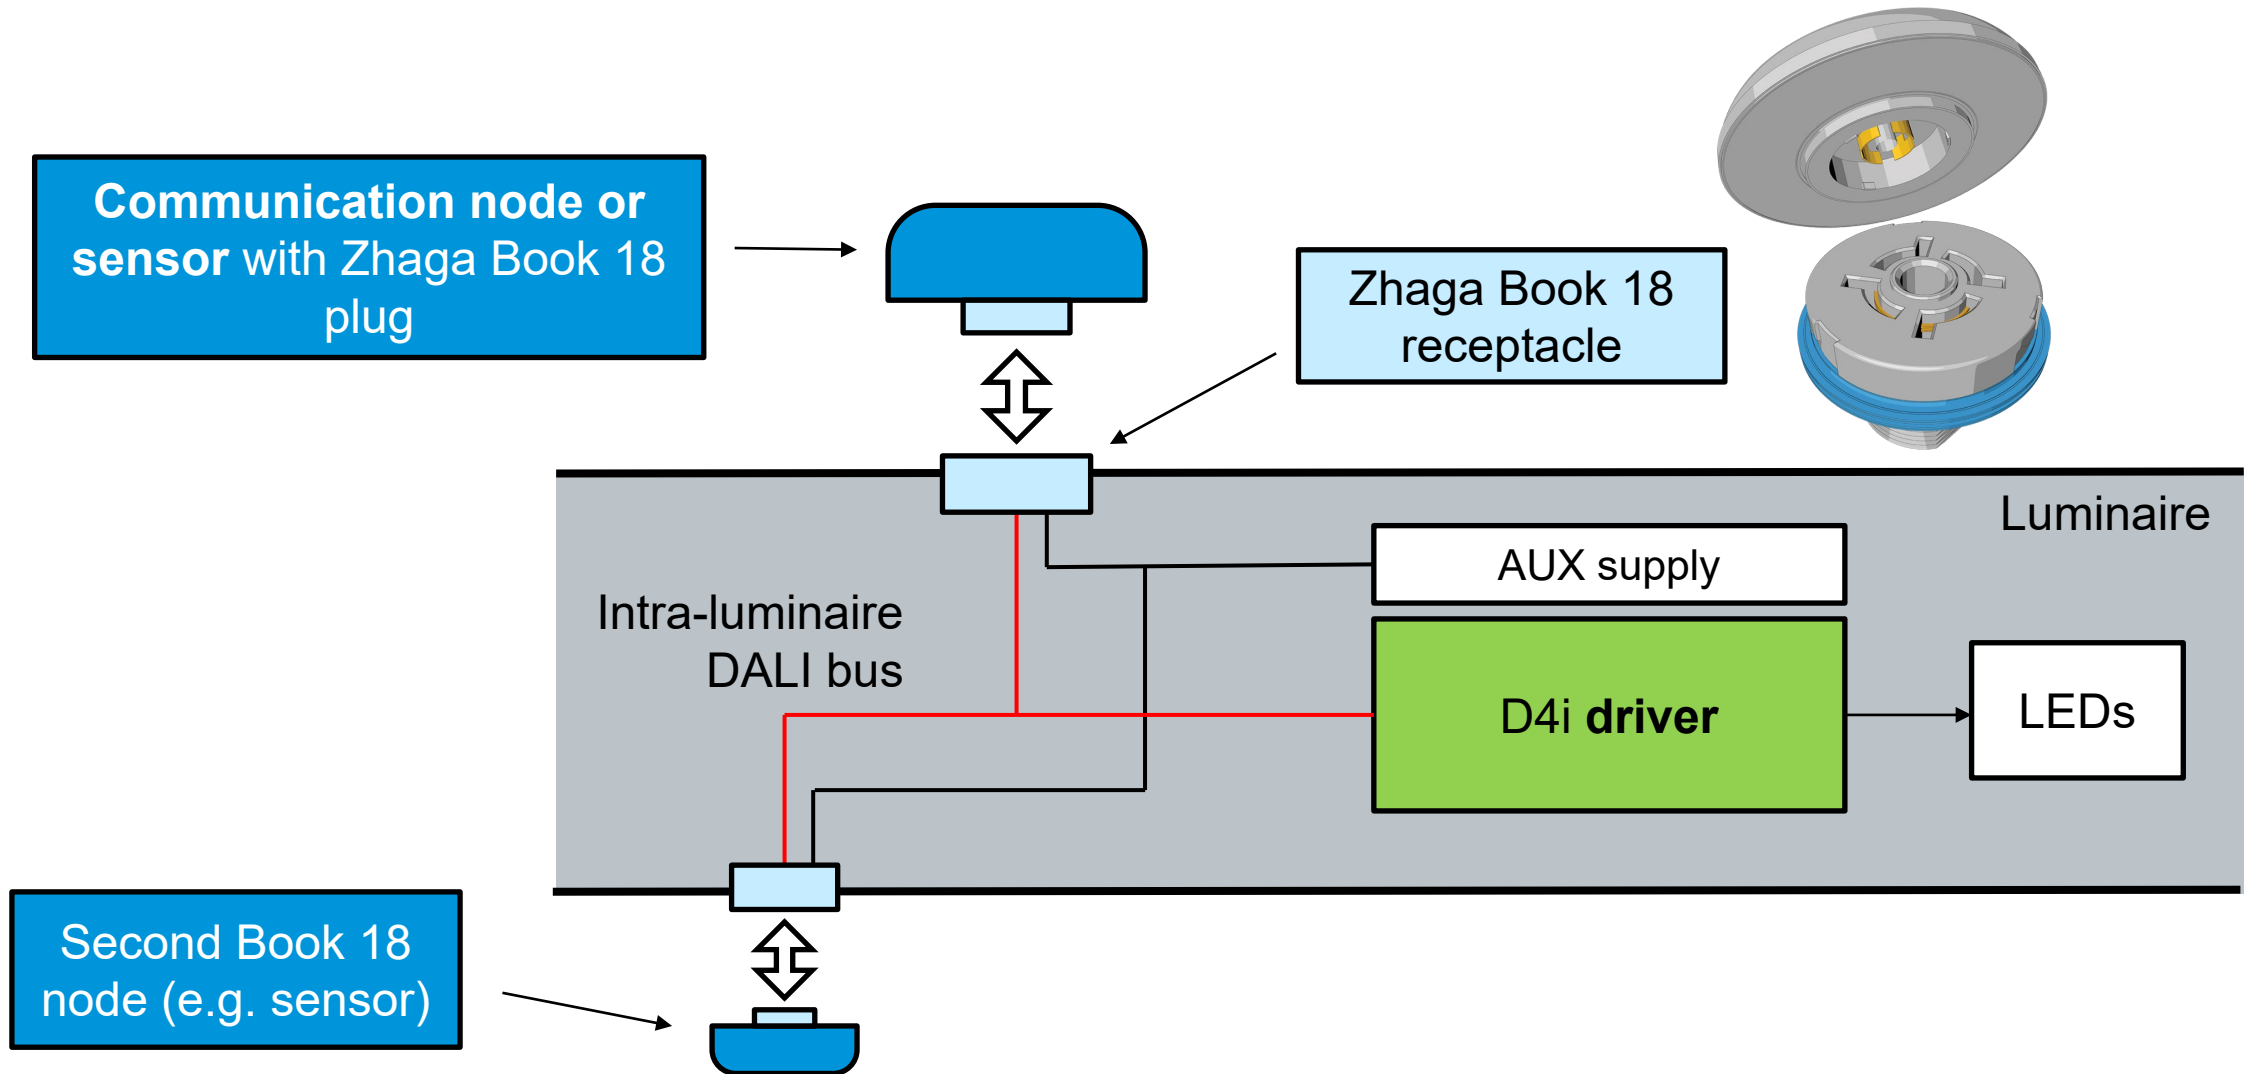 Communication node or
sensor with Zhaga Book 18
plug
Zhaga Book 18
receptacle
Luminaire
AUX supply
Intra-luminaire
DALI bus
D4i driver
LEDs
Second Book 18
node (e.g. sensor)